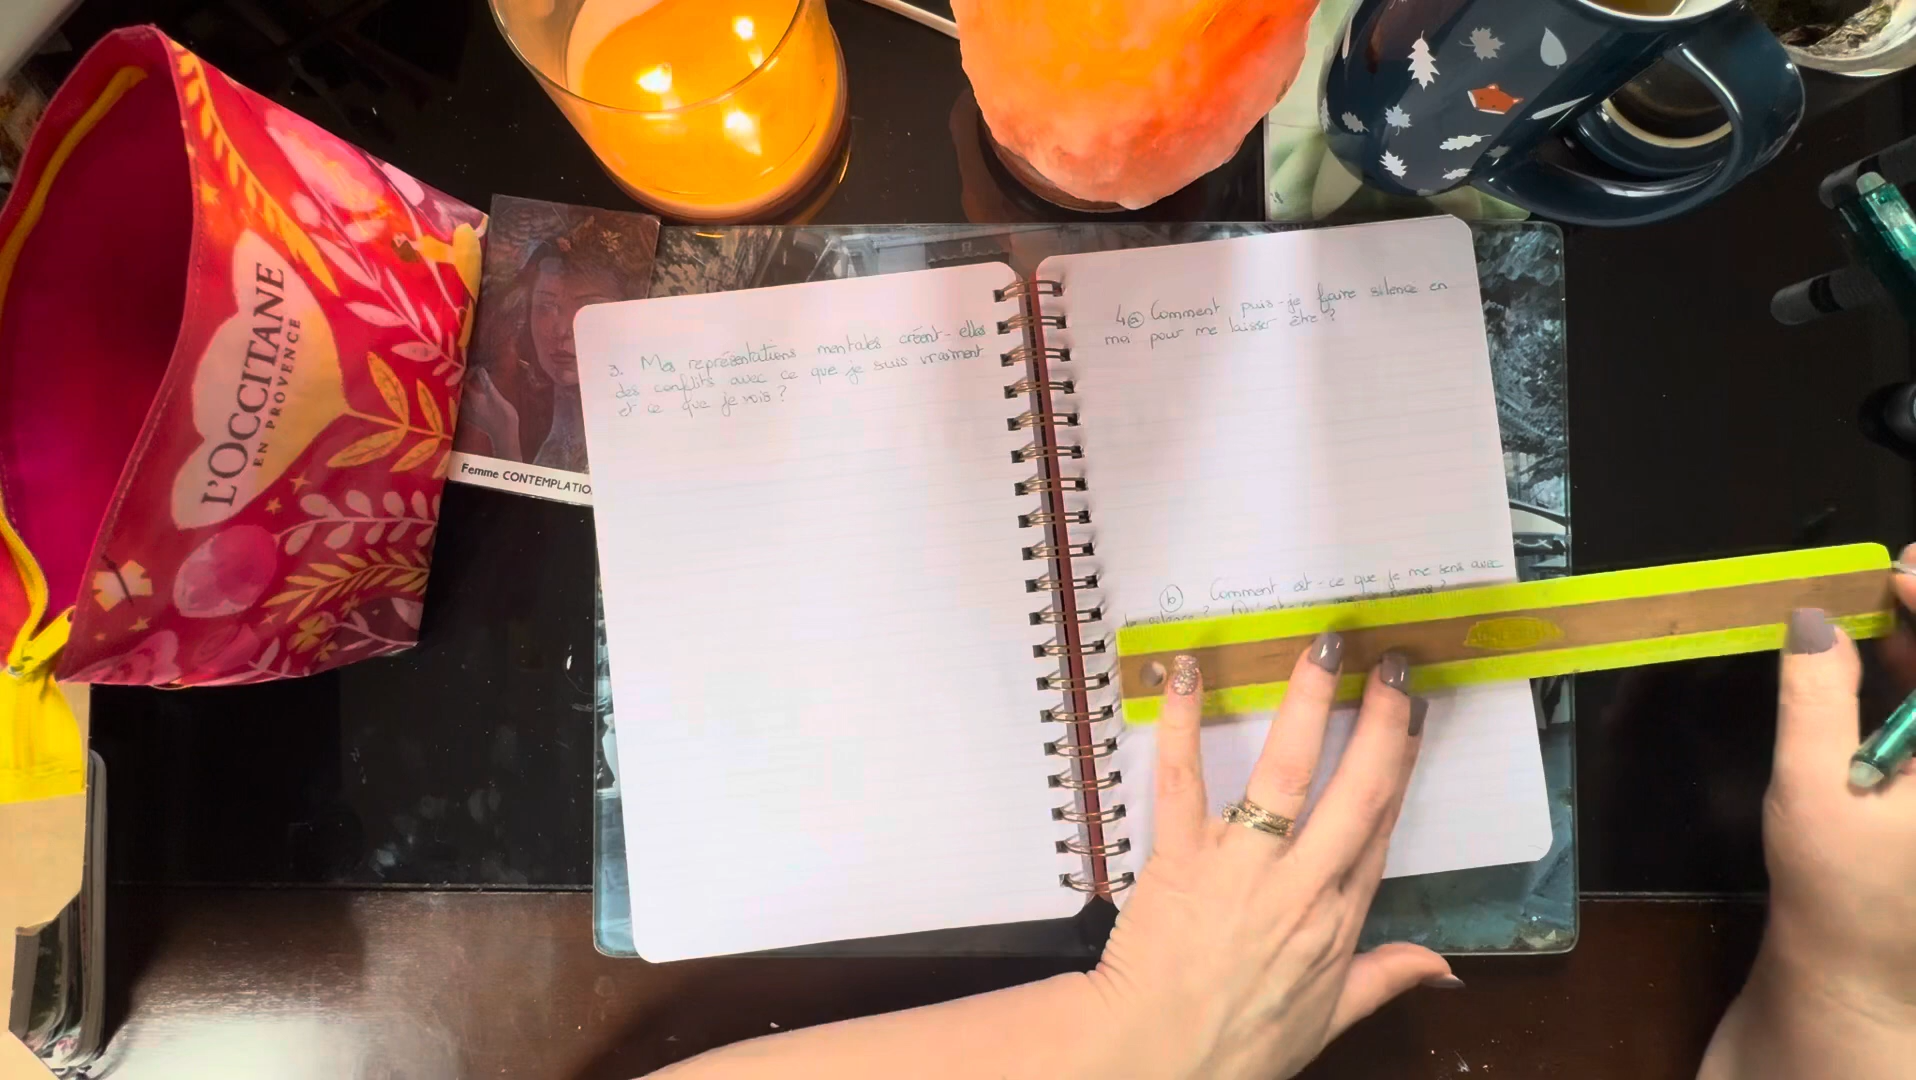 L'OCCITANE
EN PROVENCE
Femme CONTEMPLATIO
3. Mes représentations mentales créent-elles
des conflits avec ce que je suis vraiment
et ce que je vois ?
4 a Comment puis-je faire silence en
moi pour me laisser être ?
b Comment est-ce que je me sens avec